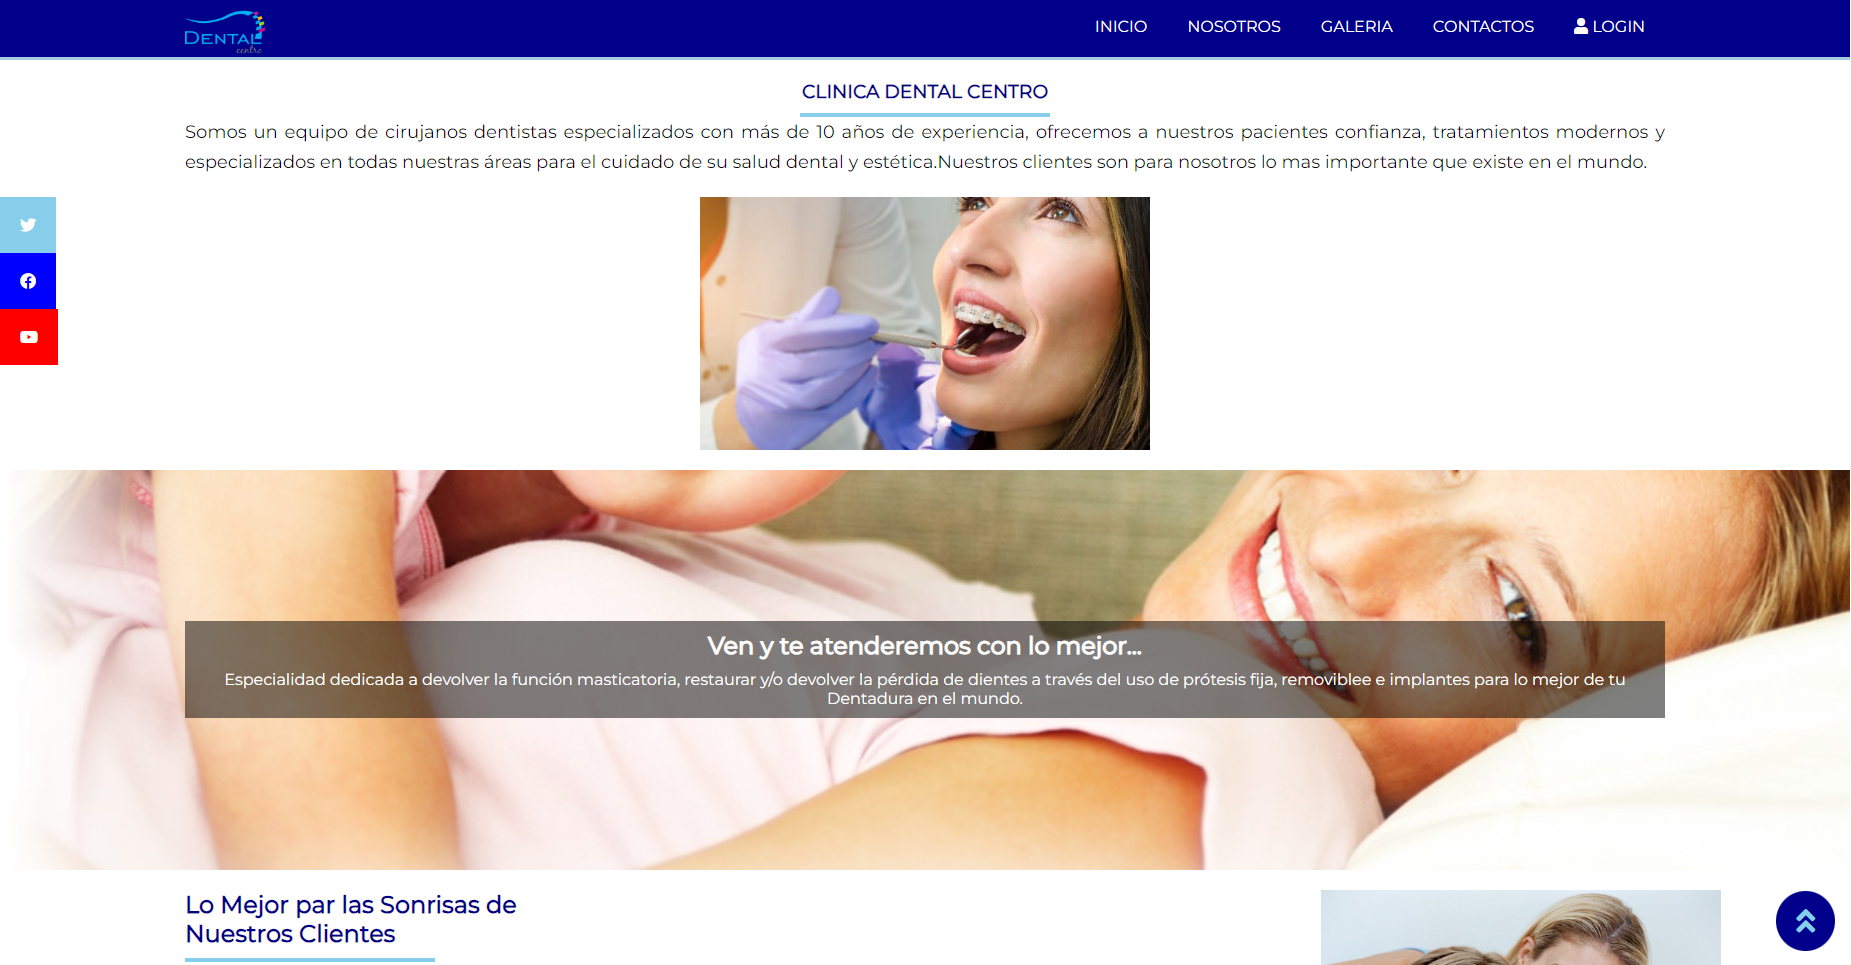 DENTAL
centro
INICIO NOSOTROS GALERIA CONTACTOS LOGIN
CLINICA DENTAL CENTRO
Somos un equipo de cirujanos dentistas especializados con más de 10 años de experiencia, ofrecemos a nuestros pacientes confianza, tratamientos modernos y
especializados en todas nuestras áreas para el cuidado de su salud dental y estética.Nuestros clientes son para nosotros lo mas importante que existe en el mundo.
Ven y te atenderemos con lo mejor...
Especialidad dedicada a devolver la función masticatoria, restaurar y/o devolver la pérdida de dientes a través del uso de prótesis fija, removiblee e implantes para lo mejor de tu
Dentadura en el mundo.
Lo Mejor par las Sonrisas de
Nuestros Clientes